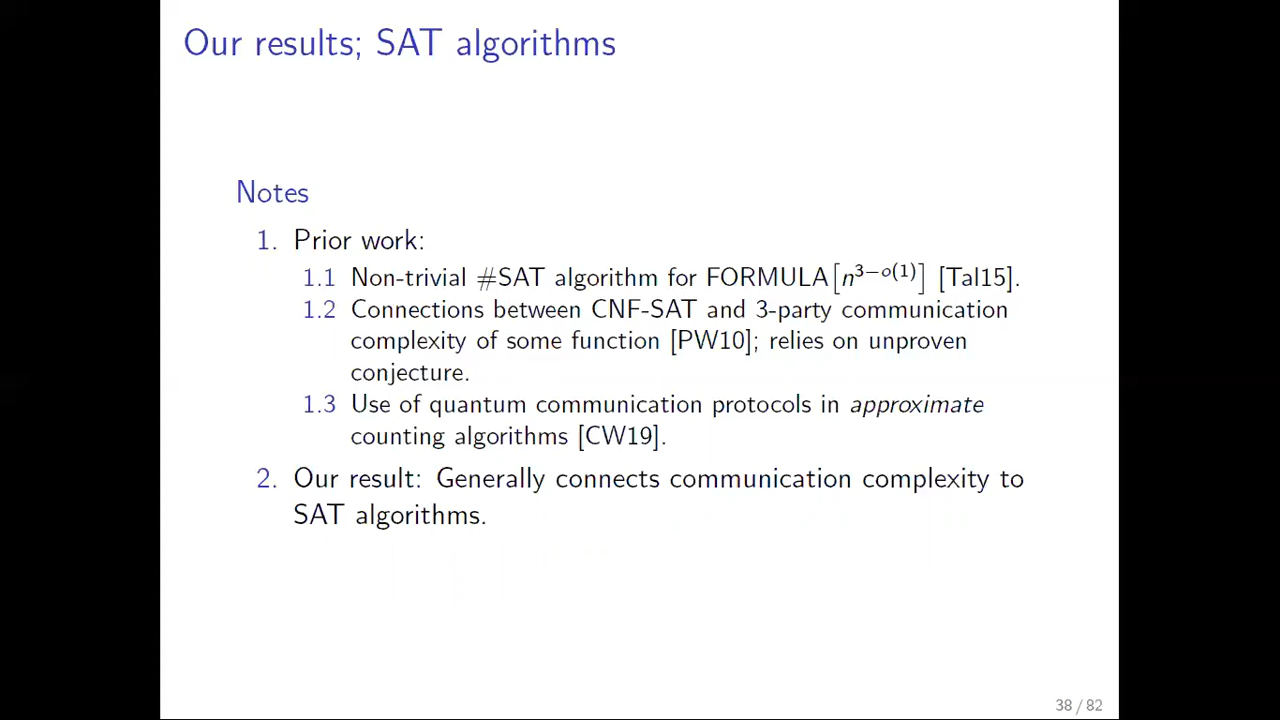 Our results; SAT algorithms
Notes
1. Prior work:
1.1 Non-trivial #SAT algorithm for FORMULA[n^{3−o(1)}] [Tal15].
1.2 Connections between CNF-SAT and 3-party communication
complexity of some function [PW10]; relies on unproven
conjecture.
1.3 Use of quantum communication protocols in approximate
counting algorithms [CW19].
2. Our result: Generally connects communication complexity to
SAT algorithms.
38 / 82